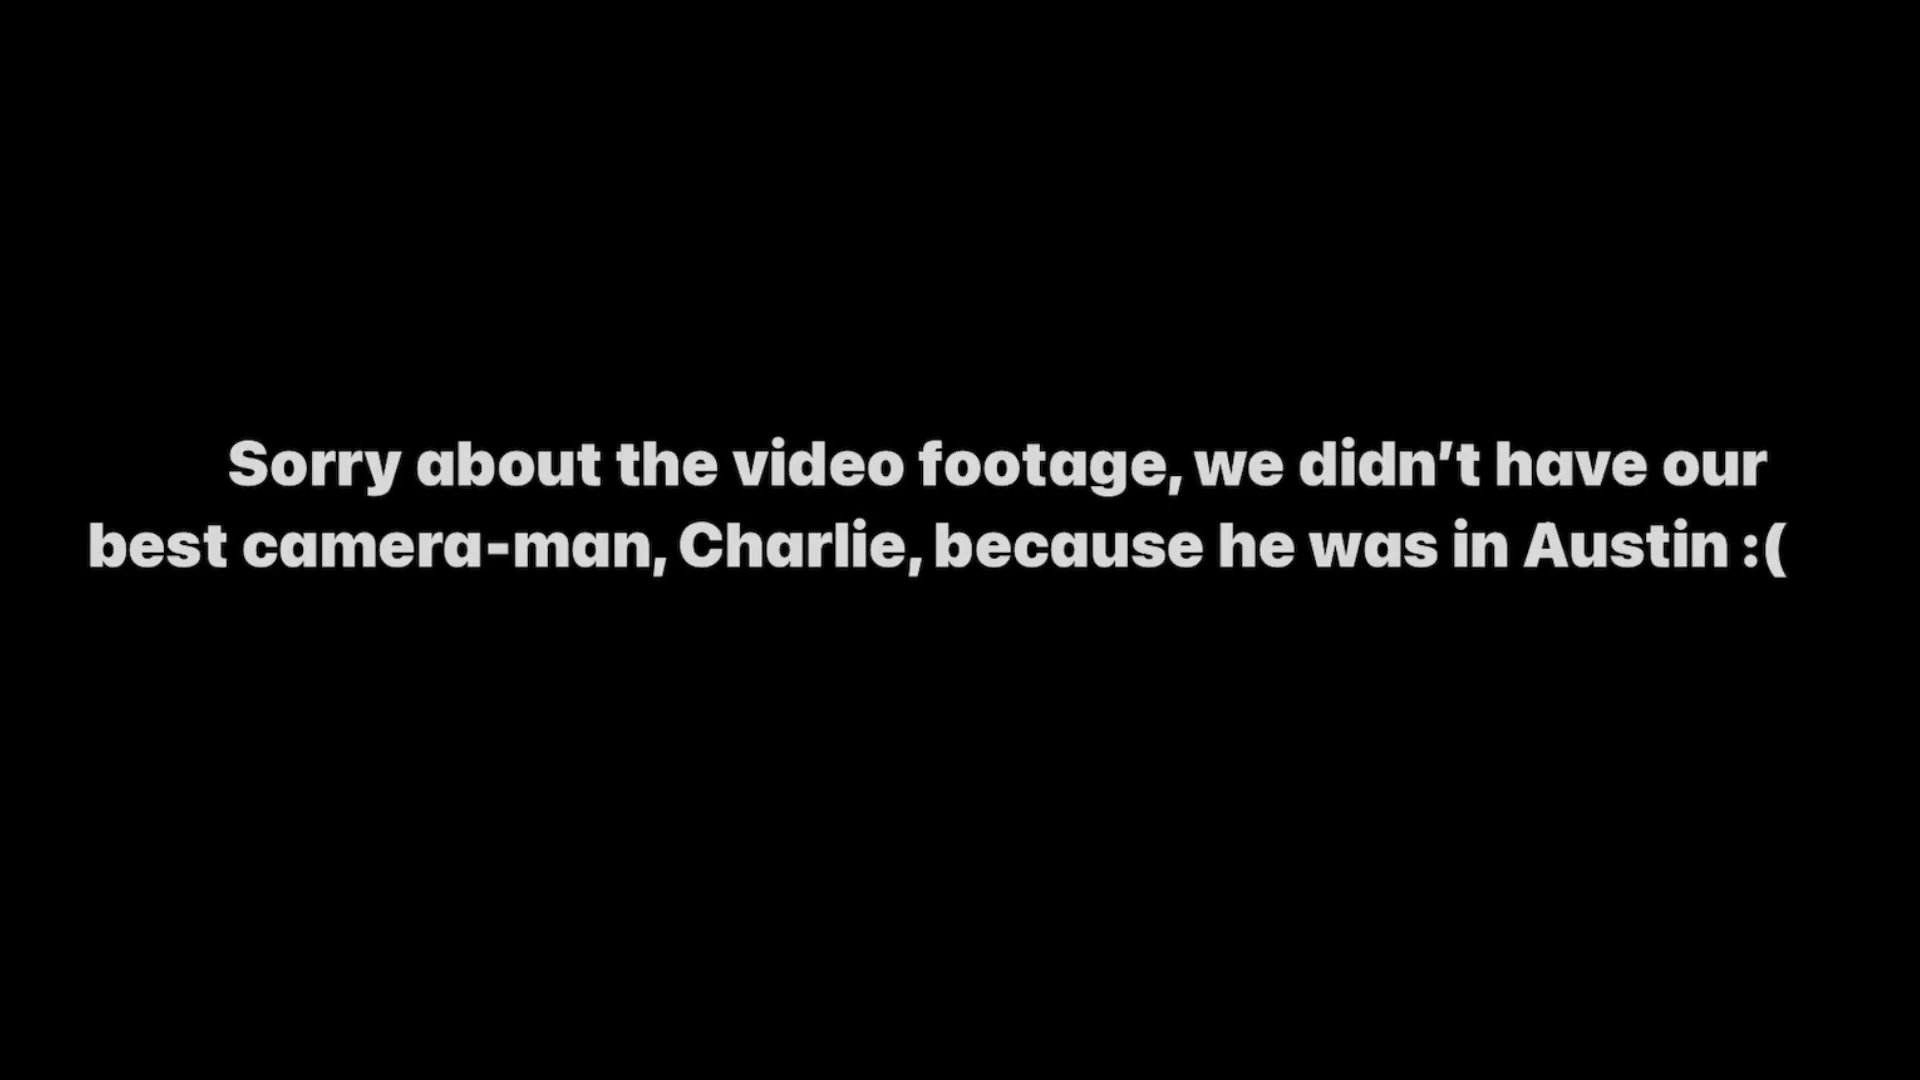 Sorry about the video footage, we didn’t have our
best camera-man, Charlie, because he was in Austin :(